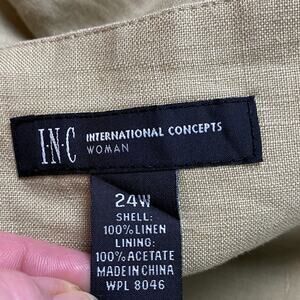 I·N·C INTERNATIONAL CONCEPTS
WOMAN
24W
SHELL:
100% LINEN
LINING:
100% ACETATE
MADE IN CHINA
WPL 8046